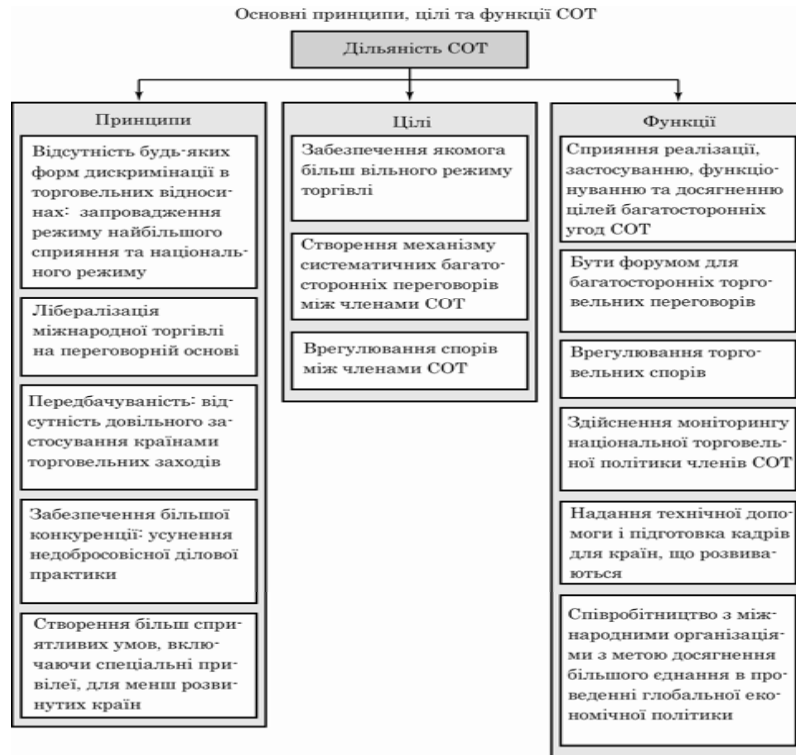 Основні принципи, цілі та функції СОТ
Дільяність СОТ
Принципи
Відсутність будь-яких
форм дискримінації в
торговельних відноси-
нах: запровадження
режиму найбільшого
сприяння та національ-
ного режиму
Лібералізація
міжнародної торгівлі
на переговорній основі
Передбачуваність: від-
сутність довільного за-
стосування країнами
торговельних заходів
Забезпечення більшої
конкуренції: усунення
недобросовісної ділової
практики
Створення більш спри-
ятливих умов, вклю-
чаючи спеціальні при-
вілеї, для менш розви-
нутих країн
Цілі
Забезпечення якомога
більш вільного режиму
торгівлі
Створення механізму
систематичних багато-
сторонніх переговорів
між членами СОТ
Врегулювання спорів
між членами СОТ
Функції
Сприяння реалізації,
застосуванню, функціо-
нуванню та досягненню
цілей багатосторонніх
угод СОТ
Бути форумом для
багатосторонніх торго-
вельних переговорів
Врегулювання торго-
вельних спорів
Здійснення моніторингу
національної торговель-
ної політики членів СОТ
Надання технічної допо-
моги і підготовка кадрів
для країн, що розвива-
ються
Співробітництво з між-
народними організація-
ми з метою досягнення
більшого єднання в про-
веденні глобальної еко-
номічної політики